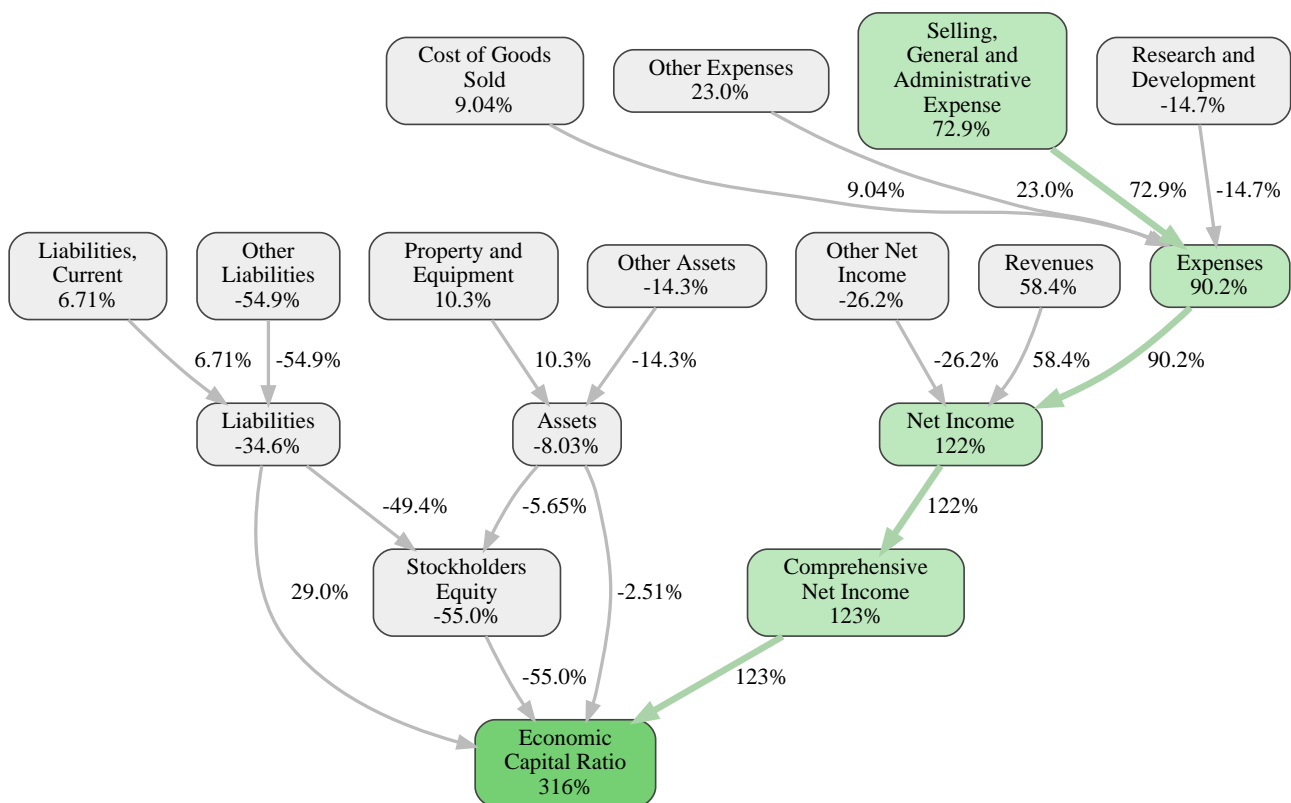 Cost of Goods
Sold
9.04%
Other Expenses
23.0%
Selling,
General and
Administrative
Expense
72.9%
Research and
Development
-14.7%
9.04%
23.0%
72.9%
-14.7%
Liabilities,
Current
6.71%
Other
Liabilities
-54.9%
Property and
Equipment
10.3%
Other Assets
-14.3%
Other Net
Income
-26.2%
Revenues
58.4%
Expenses
90.2%
6.71%
-54.9%
10.3%
-14.3%
-26.2%
58.4%
90.2%
Liabilities
-34.6%
Assets
-8.03%
Net Income
122%
-49.4%
-5.65%
122%
Stockholders
Equity
-55.0%
Comprehensive
Net Income
123%
29.0%
-2.51%
-55.0%
123%
Economic
Capital Ratio
316%